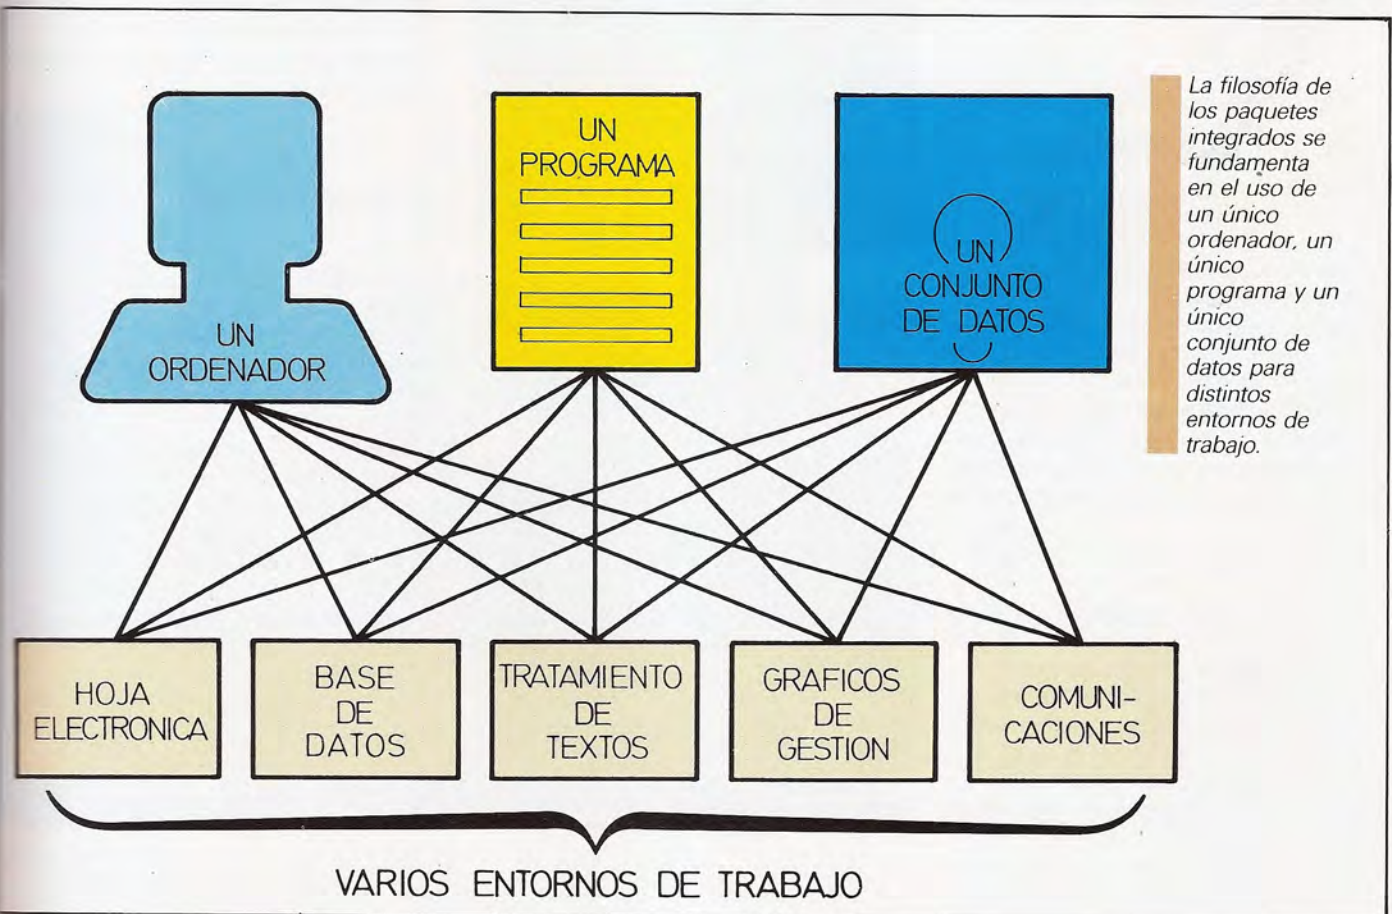 UN
ORDENADOR
UN
PROGRAMA
UN
CONJUNTO
DE DATOS
La filosofía de
los paquetes
integrados se
fundamenta
en el uso de
un único
ordenador, un
único
programa y un
único
conjunto de
datos para
distintos
entornos de
trabajo.
HOJA
ELECTRONICA
BASE
DE
DATOS
TRATAMIENTO
DE
TEXTOS
GRAFICOS
DE
GESTION
COMUNI-
CACIONES
VARIOS ENTORNOS DE TRABAJO